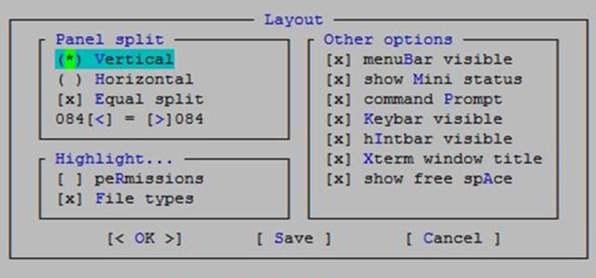 Layout
Panel split
(*) Vertical
( ) Horizontal
[x] Equal split
084[<] = [>]084
Highlight...
[ ] peRmissions
[x] File types
Other options
[x] menuBar visible
[x] show Mini status
[x] command Prompt
[x] Keybar visible
[x] hIntbar visible
[x] Xterm window title
[x] show free spAce
[< OK >] [ Save ] [ Cancel ]